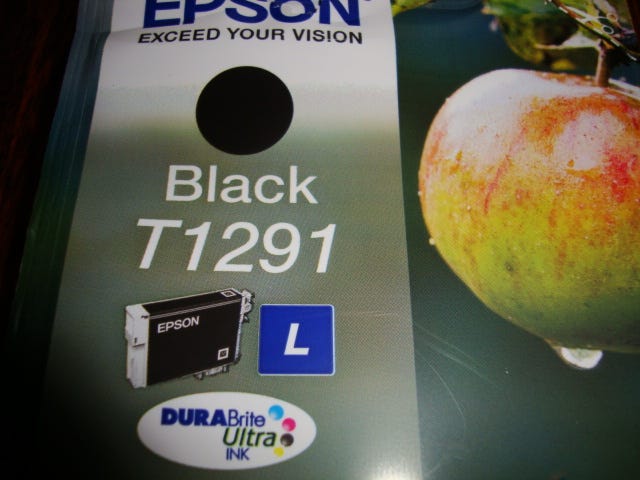 EPSON
EXCEED YOUR VISION
Black
T1291
EPSON
L
DURABrite
Ultra
INK